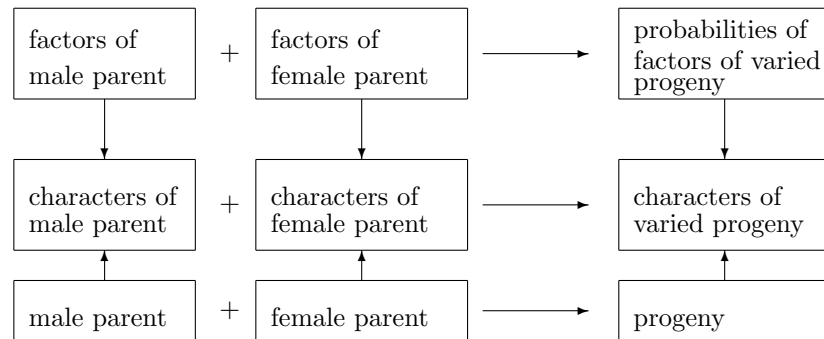 factors of
male parent
+
factors of
female parent
probabilities of
factors of varied
progeny
characters of
male parent
+
characters of
female parent
characters of
varied progeny
male parent
+
female parent
progeny